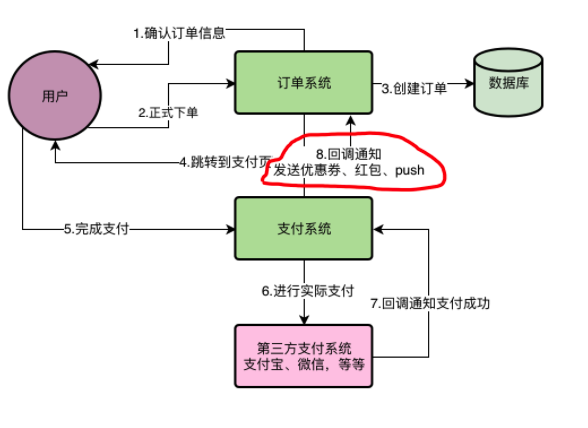 1.确认订单信息
用户
订单系统
数据库
3.创建订单
2.正式下单
4.跳转到支付页
8.回调通知
发送优惠券、红包、push
5.完成支付
支付系统
6.进行实际支付
7.回调通知支付成功
第三方支付系统
支付宝、微信，等等